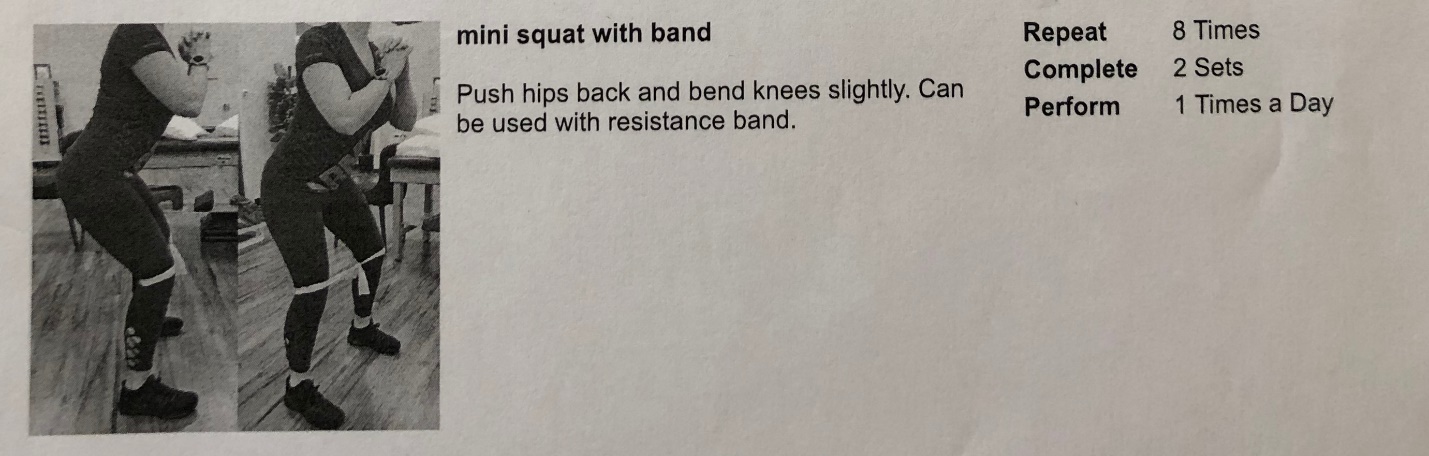 mini squat with band
Push hips back and bend knees slightly. Can
be used with resistance band.
Repeat 8 Times
Complete 2 Sets
Perform 1 Times a Day